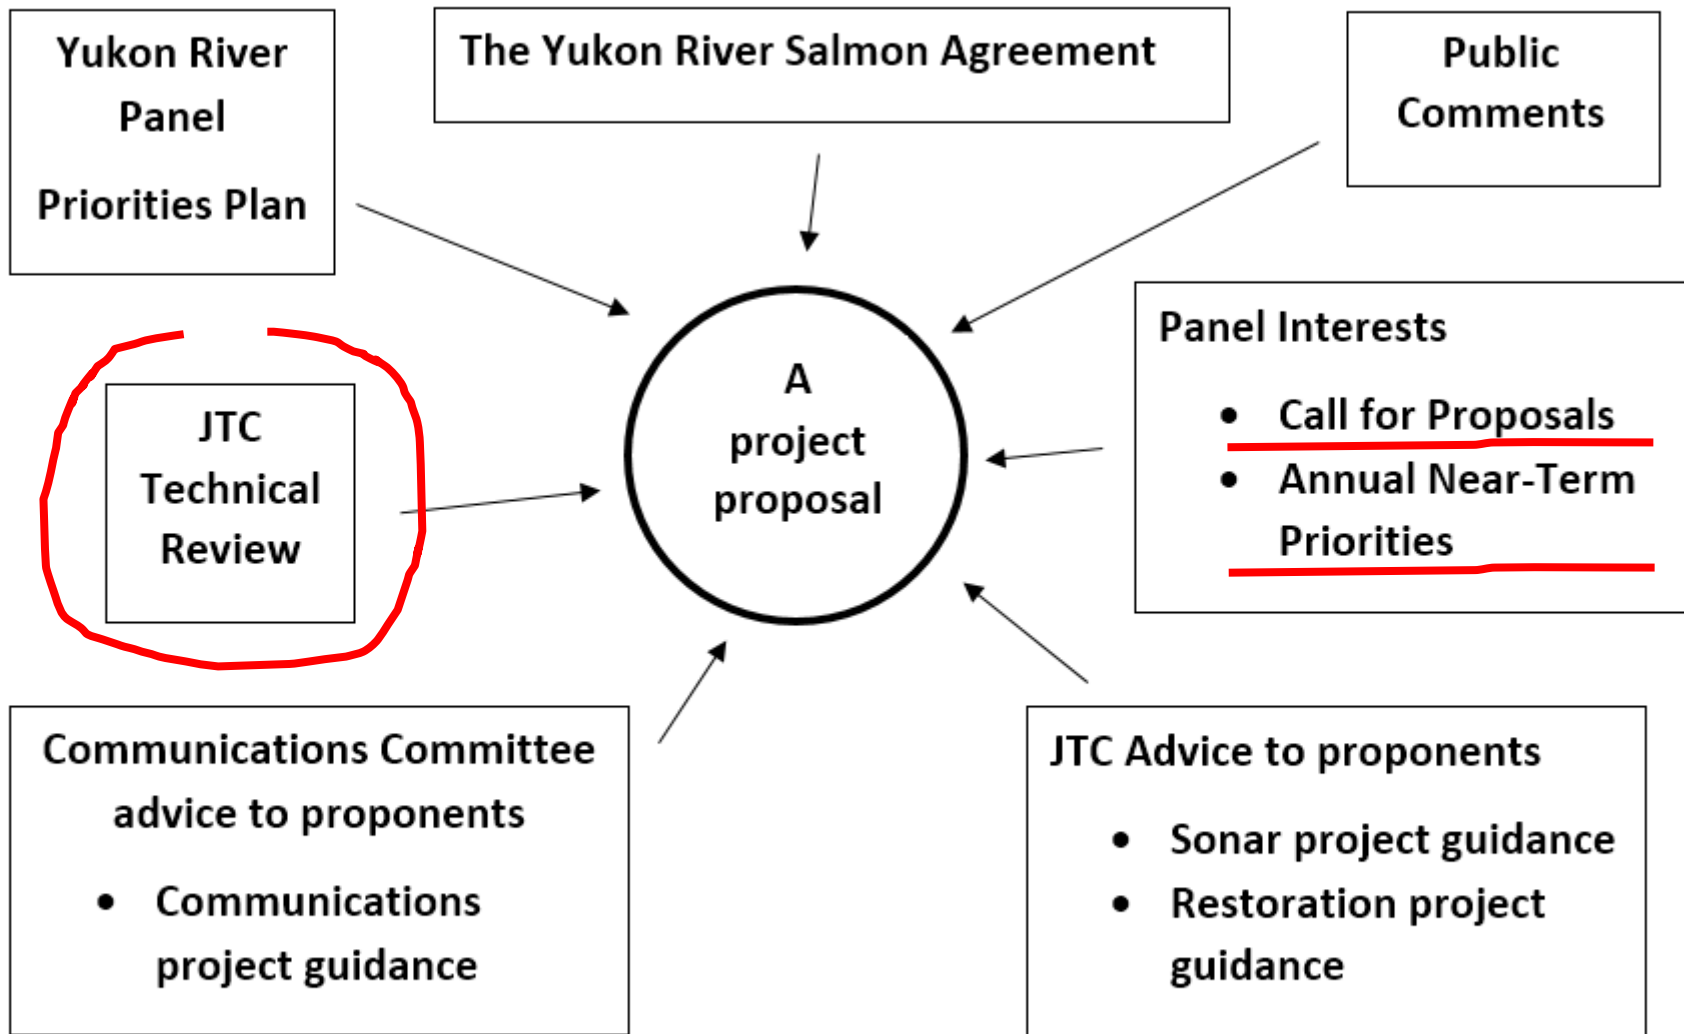 Yukon River
Panel
Priorities Plan
The Yukon River Salmon Agreement
Public
Comments
JTC
Technical
Review
A
project
proposal
Panel Interests
• Call for Proposals
• Annual Near-Term
Priorities
Communications Committee
advice to proponents
• Communications
project guidance
JTC Advice to proponents
• Sonar project guidance
• Restoration project
guidance